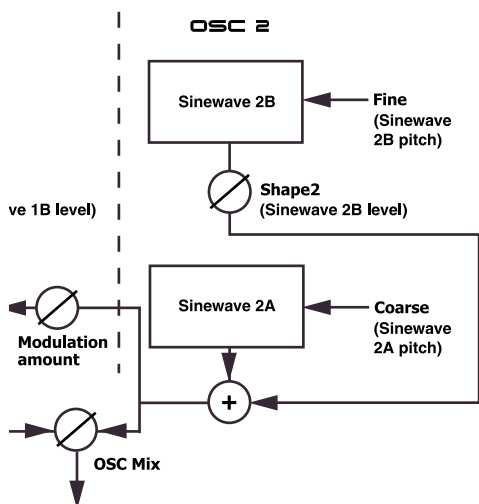 OSC 2
Sinewave 2B
Fine
(Sinewave
2B pitch)
Shape2
(Sinewave 2B level)
ve 1B level)
Sinewave 2A
Coarse
(Sinewave
2A pitch)
Modulation
amount
+
OSC Mix